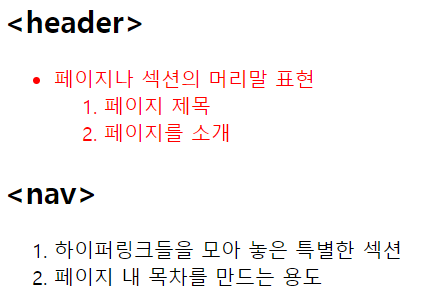 <header>
• 페이지나 섹션의 머리말 표현
1. 페이지 제목
2. 페이지를 소개
<nav>
1. 하이퍼링크들을 모아 놓은 특별한 섹션
2. 페이지 내 목차를 만드는 용도